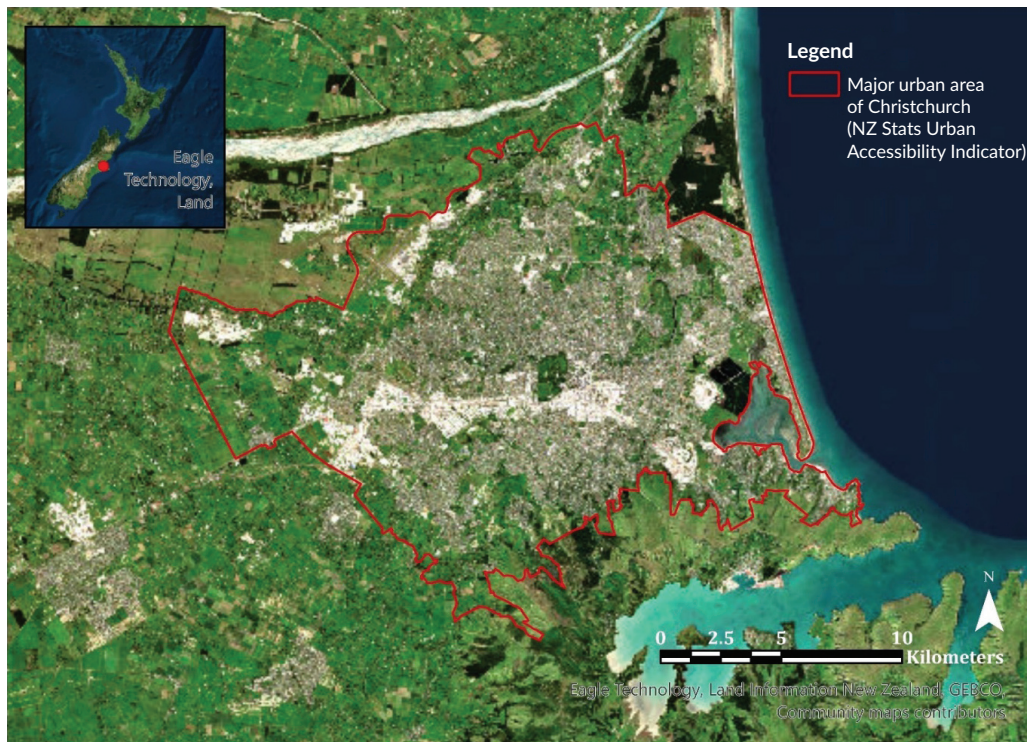 Eagle
Technology,
Land
Legend
Major urban area
of Christchurch
(NZ Stats Urban
Accessibility Indicator)
N
0 2.5 5 10
Kilometers
Eagle Technology, Land Information New Zealand, GEBCO,
Community maps contributors